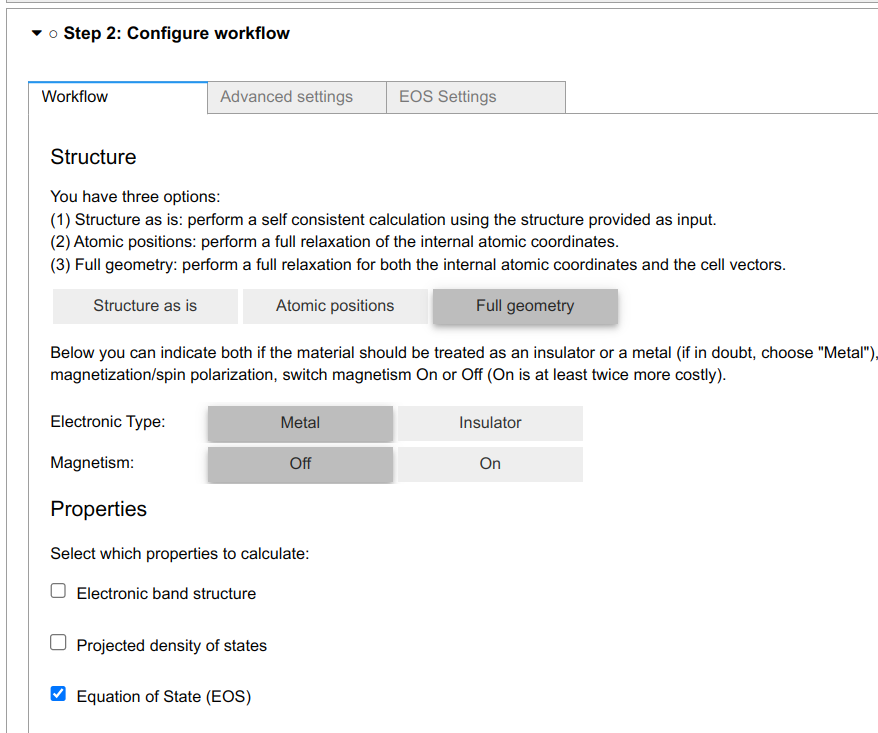 Step 2: Configure workflow
Workflow
Advanced settings
EOS Settings
Structure
You have three options:
(1) Structure as is: perform a self consistent calculation using the structure provided as input.
(2) Atomic positions: perform a full relaxation of the internal atomic coordinates.
(3) Full geometry: perform a full relaxation for both the internal atomic coordinates and the cell vectors.
Structure as is
Atomic positions
Full geometry
Below you can indicate both if the material should be treated as an insulator or a metal (if in doubt, choose "Metal"),
magnetization/spin polarization, switch magnetism On or Off (On is at least twice more costly).
Electronic Type:
Metal
Insulator
Magnetism:
Off
On
Properties
Select which properties to calculate:
Electronic band structure
Projected density of states
Equation of State (EOS)